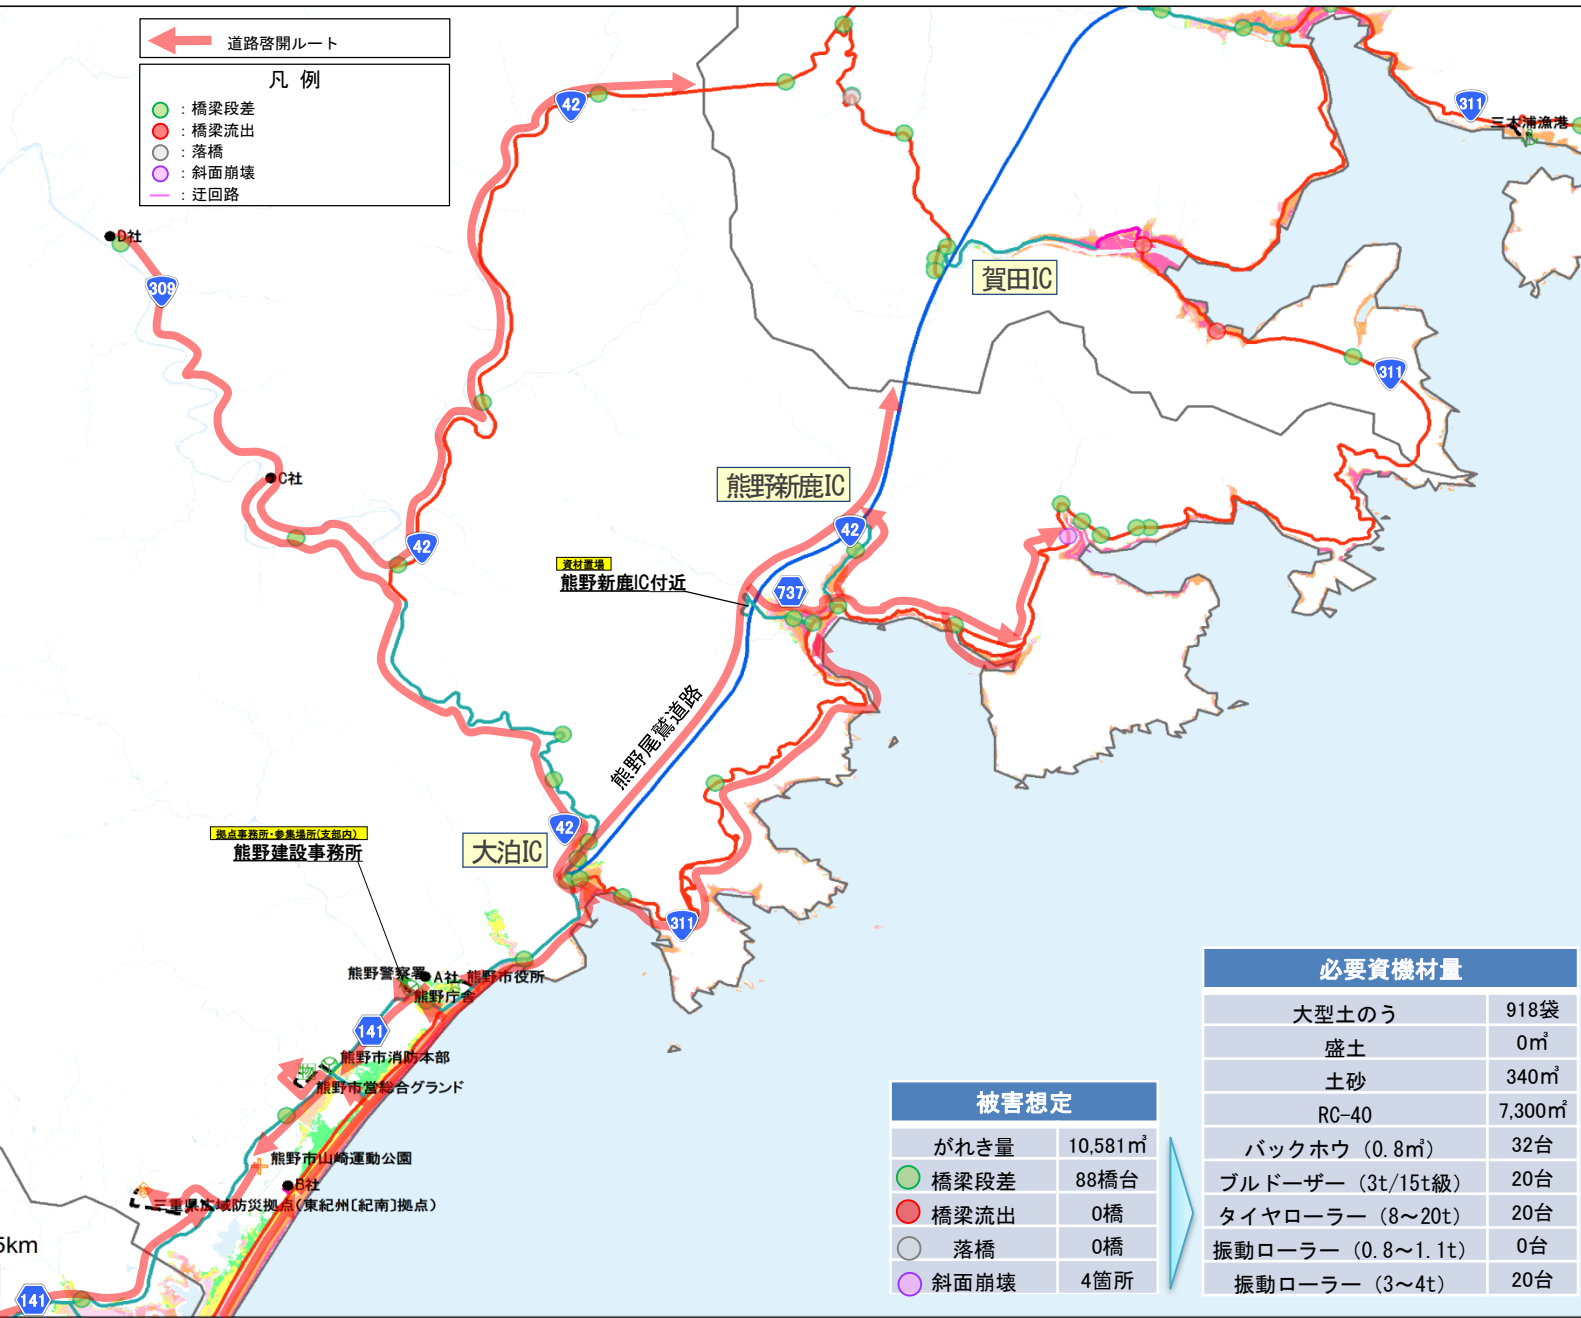 道路啓開ルート
凡 例
：橋梁段差
：橋梁流出
：落橋
：斜面崩壊
：迂回路
42
311
三木浦漁港
D社
309
賀田IC
311
C社
熊野新鹿IC
42
42
資材置場
熊野新鹿IC付近
737
熊野尾鷲道路
42
大泊IC
拠点事務所・参集場所(支部内)
熊野建設事務所
311
熊野警察署
A社
熊野市役所
熊野庁舎
141
熊野市消防本部
物
熊野市営総合グランド
熊野市山崎運動公園
B社
三重県広域防災拠点(東紀州[紀南]拠点)
5km
141
被害想定
がれき量 10,581㎥
橋梁段差 88橋台
橋梁流出 0橋
落橋 0橋
斜面崩壊 4箇所
必要資機材量
大型土のう 918袋
盛土 0㎥
土砂 340㎥
RC-40 7,300㎡
バックホウ（0.8㎥） 32台
ブルドーザー（3t/15t級） 20台
タイヤローラー（8～20t） 20台
振動ローラー（0.8～1.1t） 0台
振動ローラー（3～4t） 20台